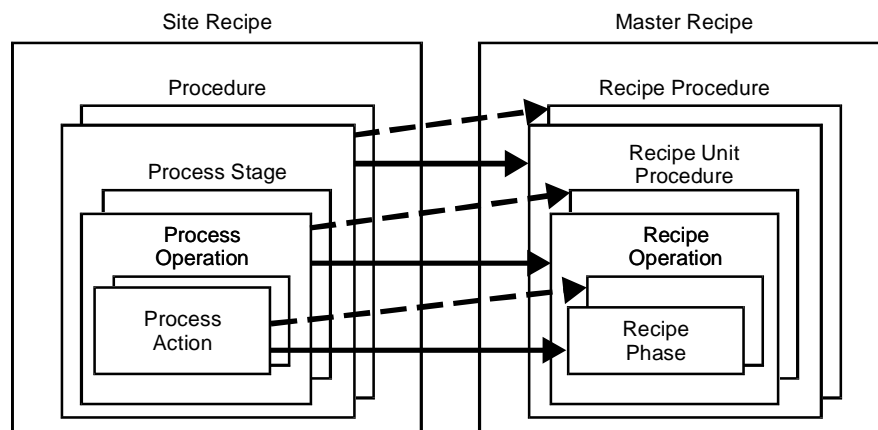 Site Recipe
Procedure
Process Stage
Process
Operation
Process
Action
Master Recipe
Recipe Procedure
Recipe Unit
Procedure
Recipe
Operation
Recipe
Phase